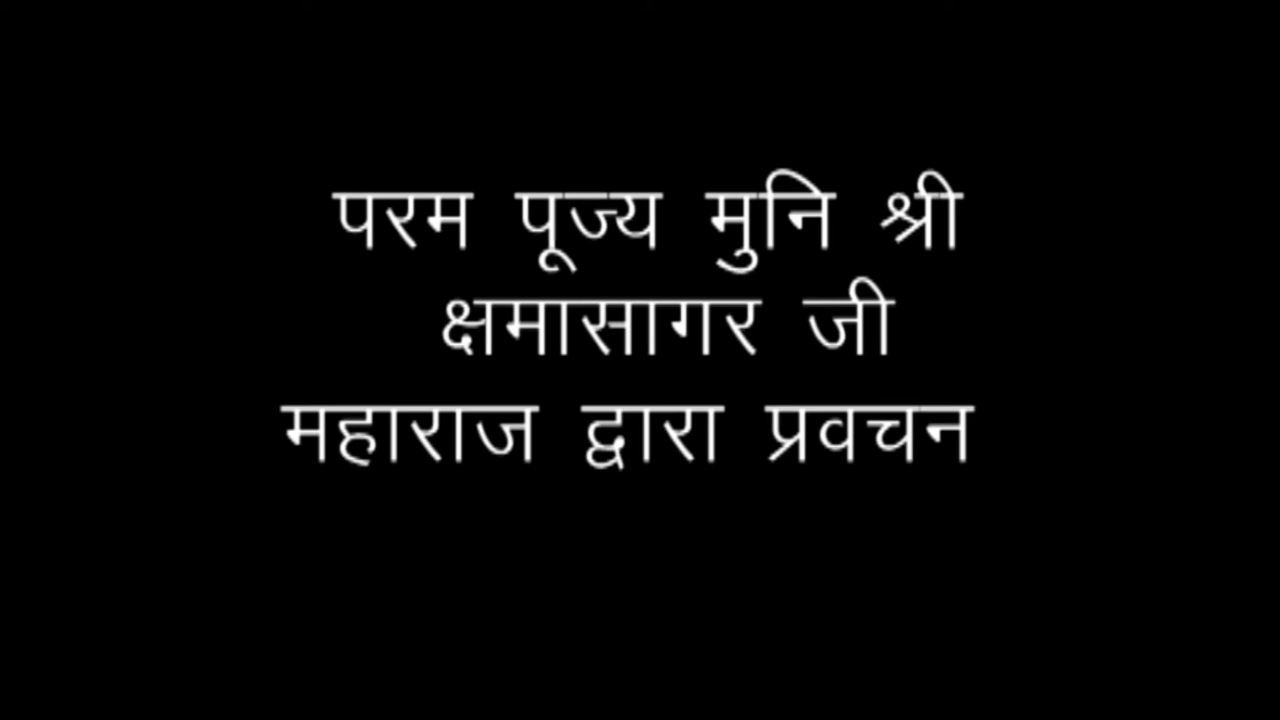 परम पूज्य मुनि श्री
क्षमासागर जी
महाराज द्वारा प्रवचन